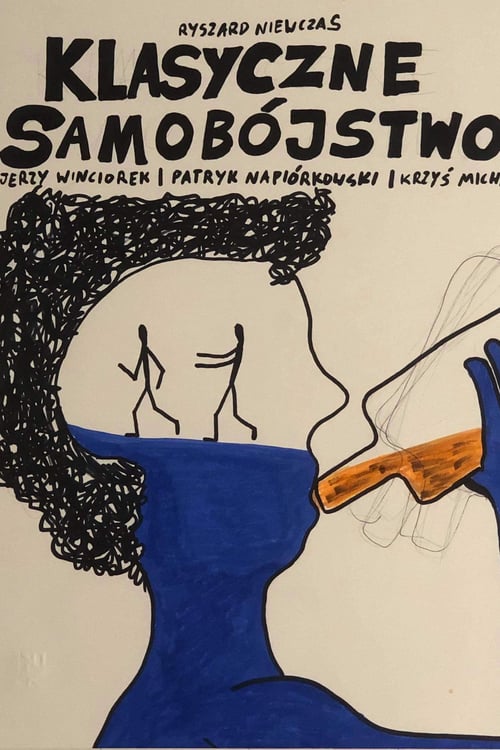 RYSZARD NIEWCZAS
KLASYCZNE
SAMOBÓJSTWO
JERZY WINCIOREK | PATRYK NAPIÓRKOWSKI | KRZYŚ MICH